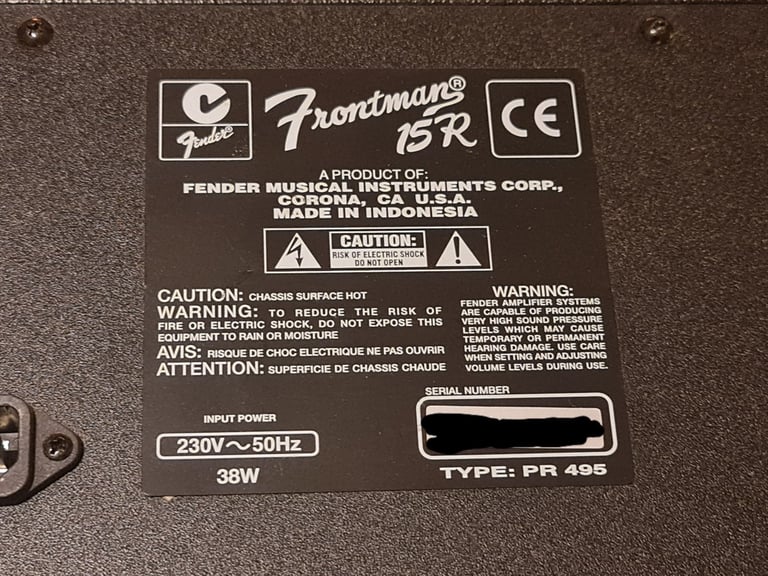 Fender®
Frontman®
15R
CE
A PRODUCT OF:
FENDER MUSICAL INSTRUMENTS CORP.,
CORONA, CA U.S.A.
MADE IN INDONESIA
CAUTION:
RISK OF ELECTRIC SHOCK
DO NOT OPEN
!
CAUTION: CHASSIS SURFACE HOT
WARNING: TO REDUCE THE RISK OF
FIRE OR ELECTRIC SHOCK, DO NOT EXPOSE THIS
EQUIPMENT TO RAIN OR MOISTURE
AVIS: RISQUE DE CHOC ELECTRIQUE NE PAS OUVRIR
ATTENTION: SUPERFICIE DE CHASSIS CHAUDE
WARNING:
FENDER AMPLIFIER SYSTEMS
ARE CAPABLE OF PRODUCING
VERY HIGH SOUND PRESSURE
LEVELS WHICH MAY CAUSE
TEMPORARY OR PERMANENT
HEARING DAMAGE. USE CARE
WHEN SETTING AND ADJUSTING
VOLUME LEVELS DURING USE.
INPUT POWER
230V～50Hz
38W
SERIAL NUMBER
TYPE: PR 495